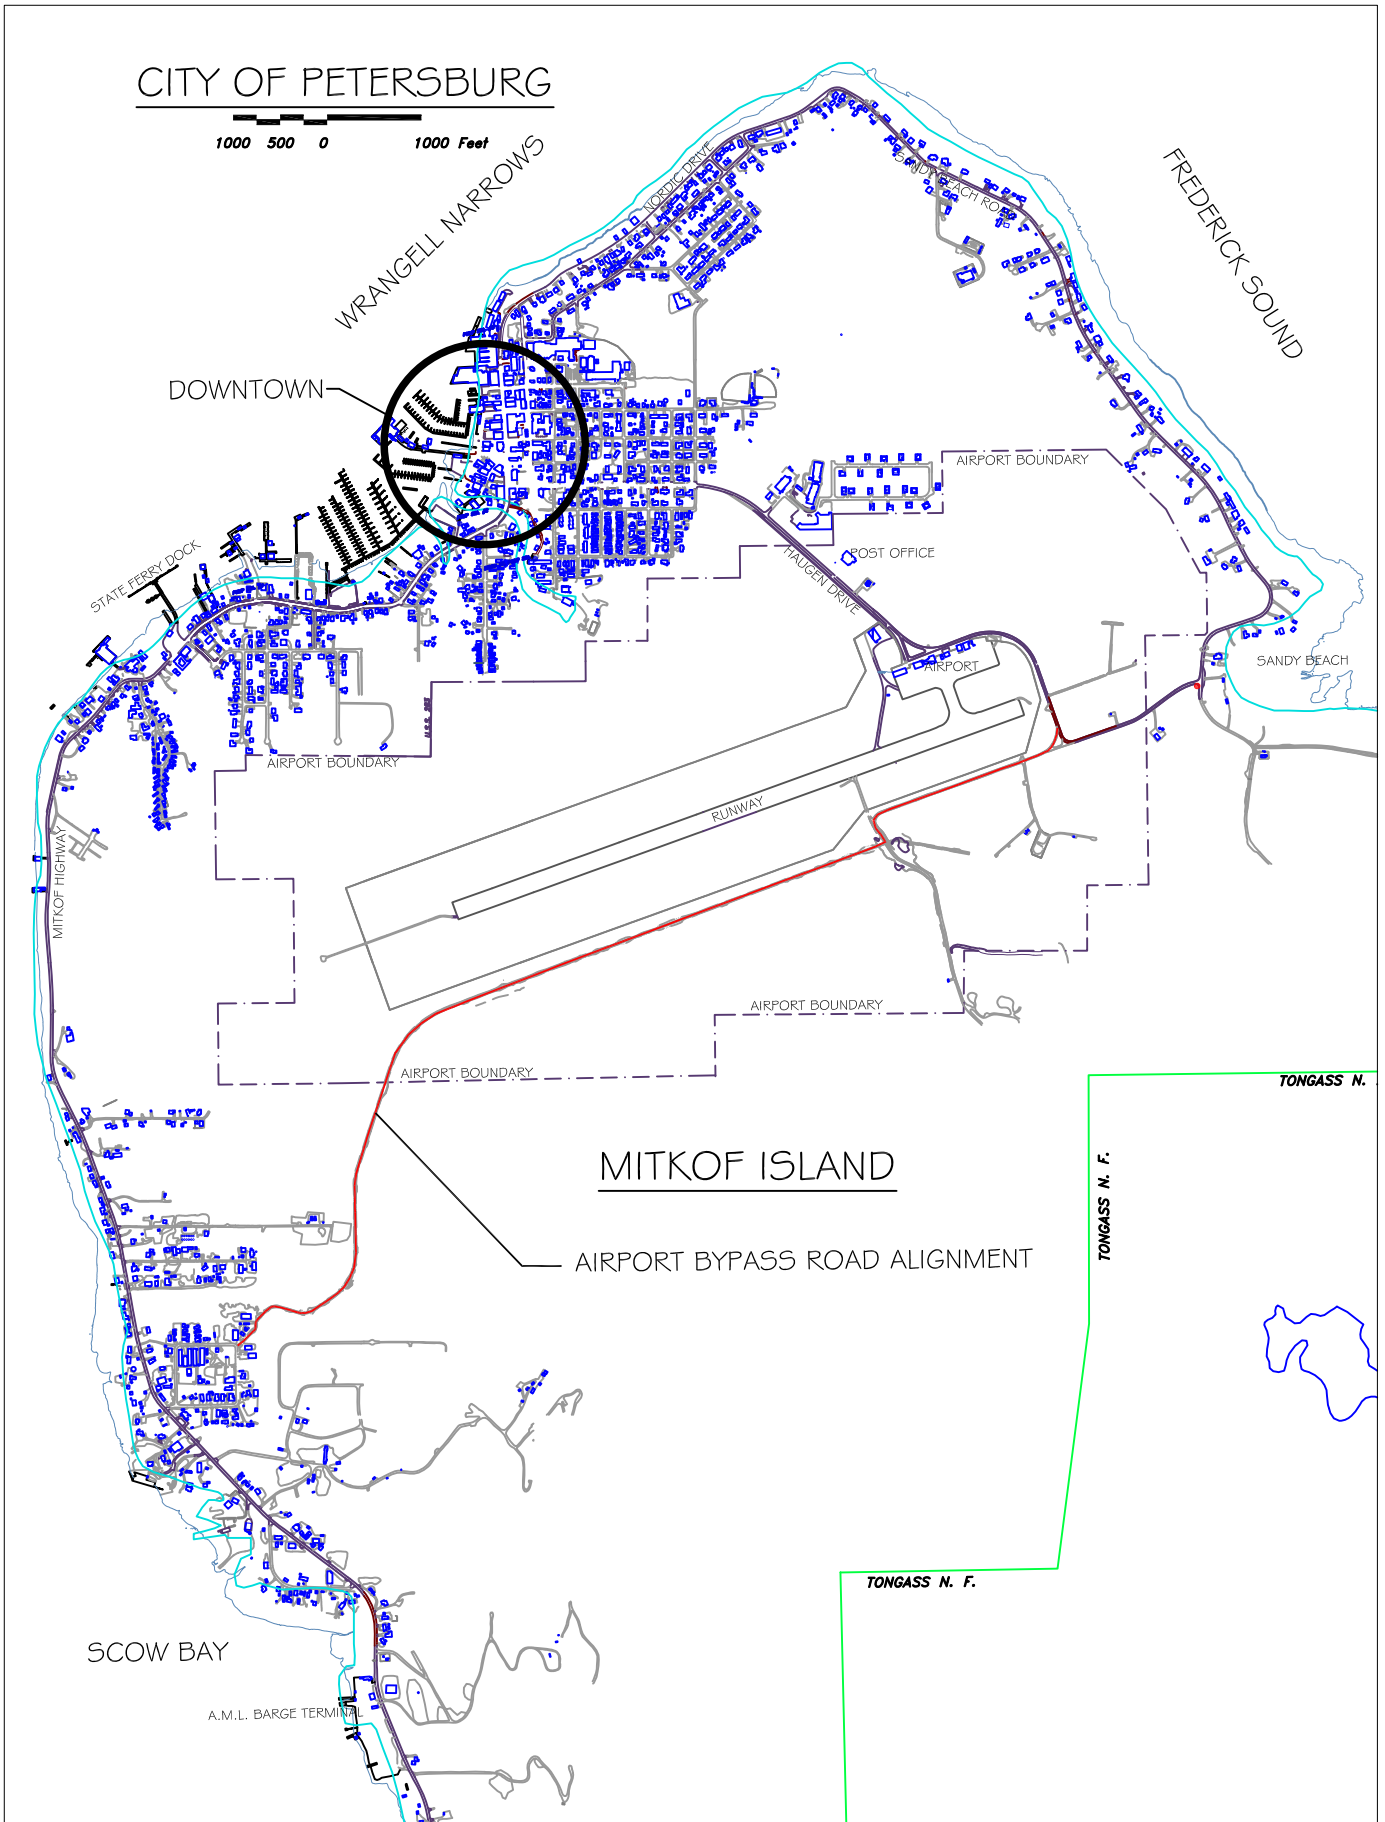 CITY OF PETERSBURG
1000 500 0 1000 Feet
WRANGELL NARROWS
NORDIC DRIVE
SANDY BEACH ROAD
FREDERICK SOUND
DOWNTOWN
AIRPORT BOUNDARY
STATE FERRY DOCK
HAUGEN DRIVE
POST OFFICE
AIRPORT
SANDY BEACH
AIRPORT BOUNDARY
RUNWAY
MITKOF HIGHWAY
AIRPORT BOUNDARY
AIRPORT BOUNDARY
TONGASS N.
TONGASS N. F.
MITKOF ISLAND
AIRPORT BYPASS ROAD ALIGNMENT
TONGASS N. F.
SCOW BAY
A.M.L. BARGE TERMINAL